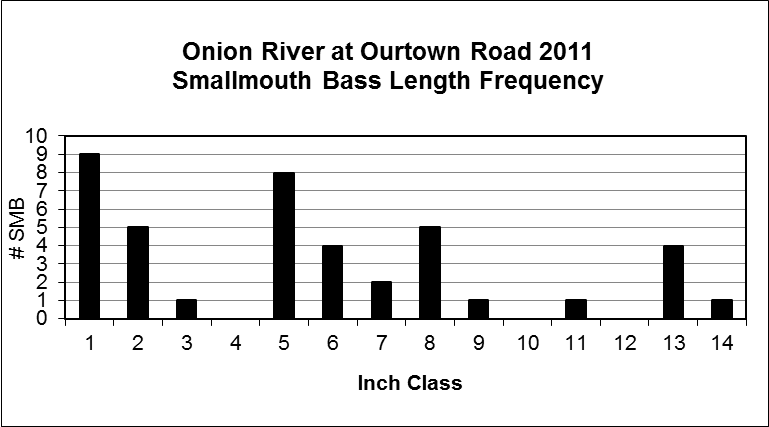 Onion River at Ourtown Road 2011
Smallmouth Bass Length Frequency
# SMB
10
9
8
7
6
5
4
3
2
1
0
1 2 3 4 5 6 7 8 9 10 11 12 13 14
Inch Class